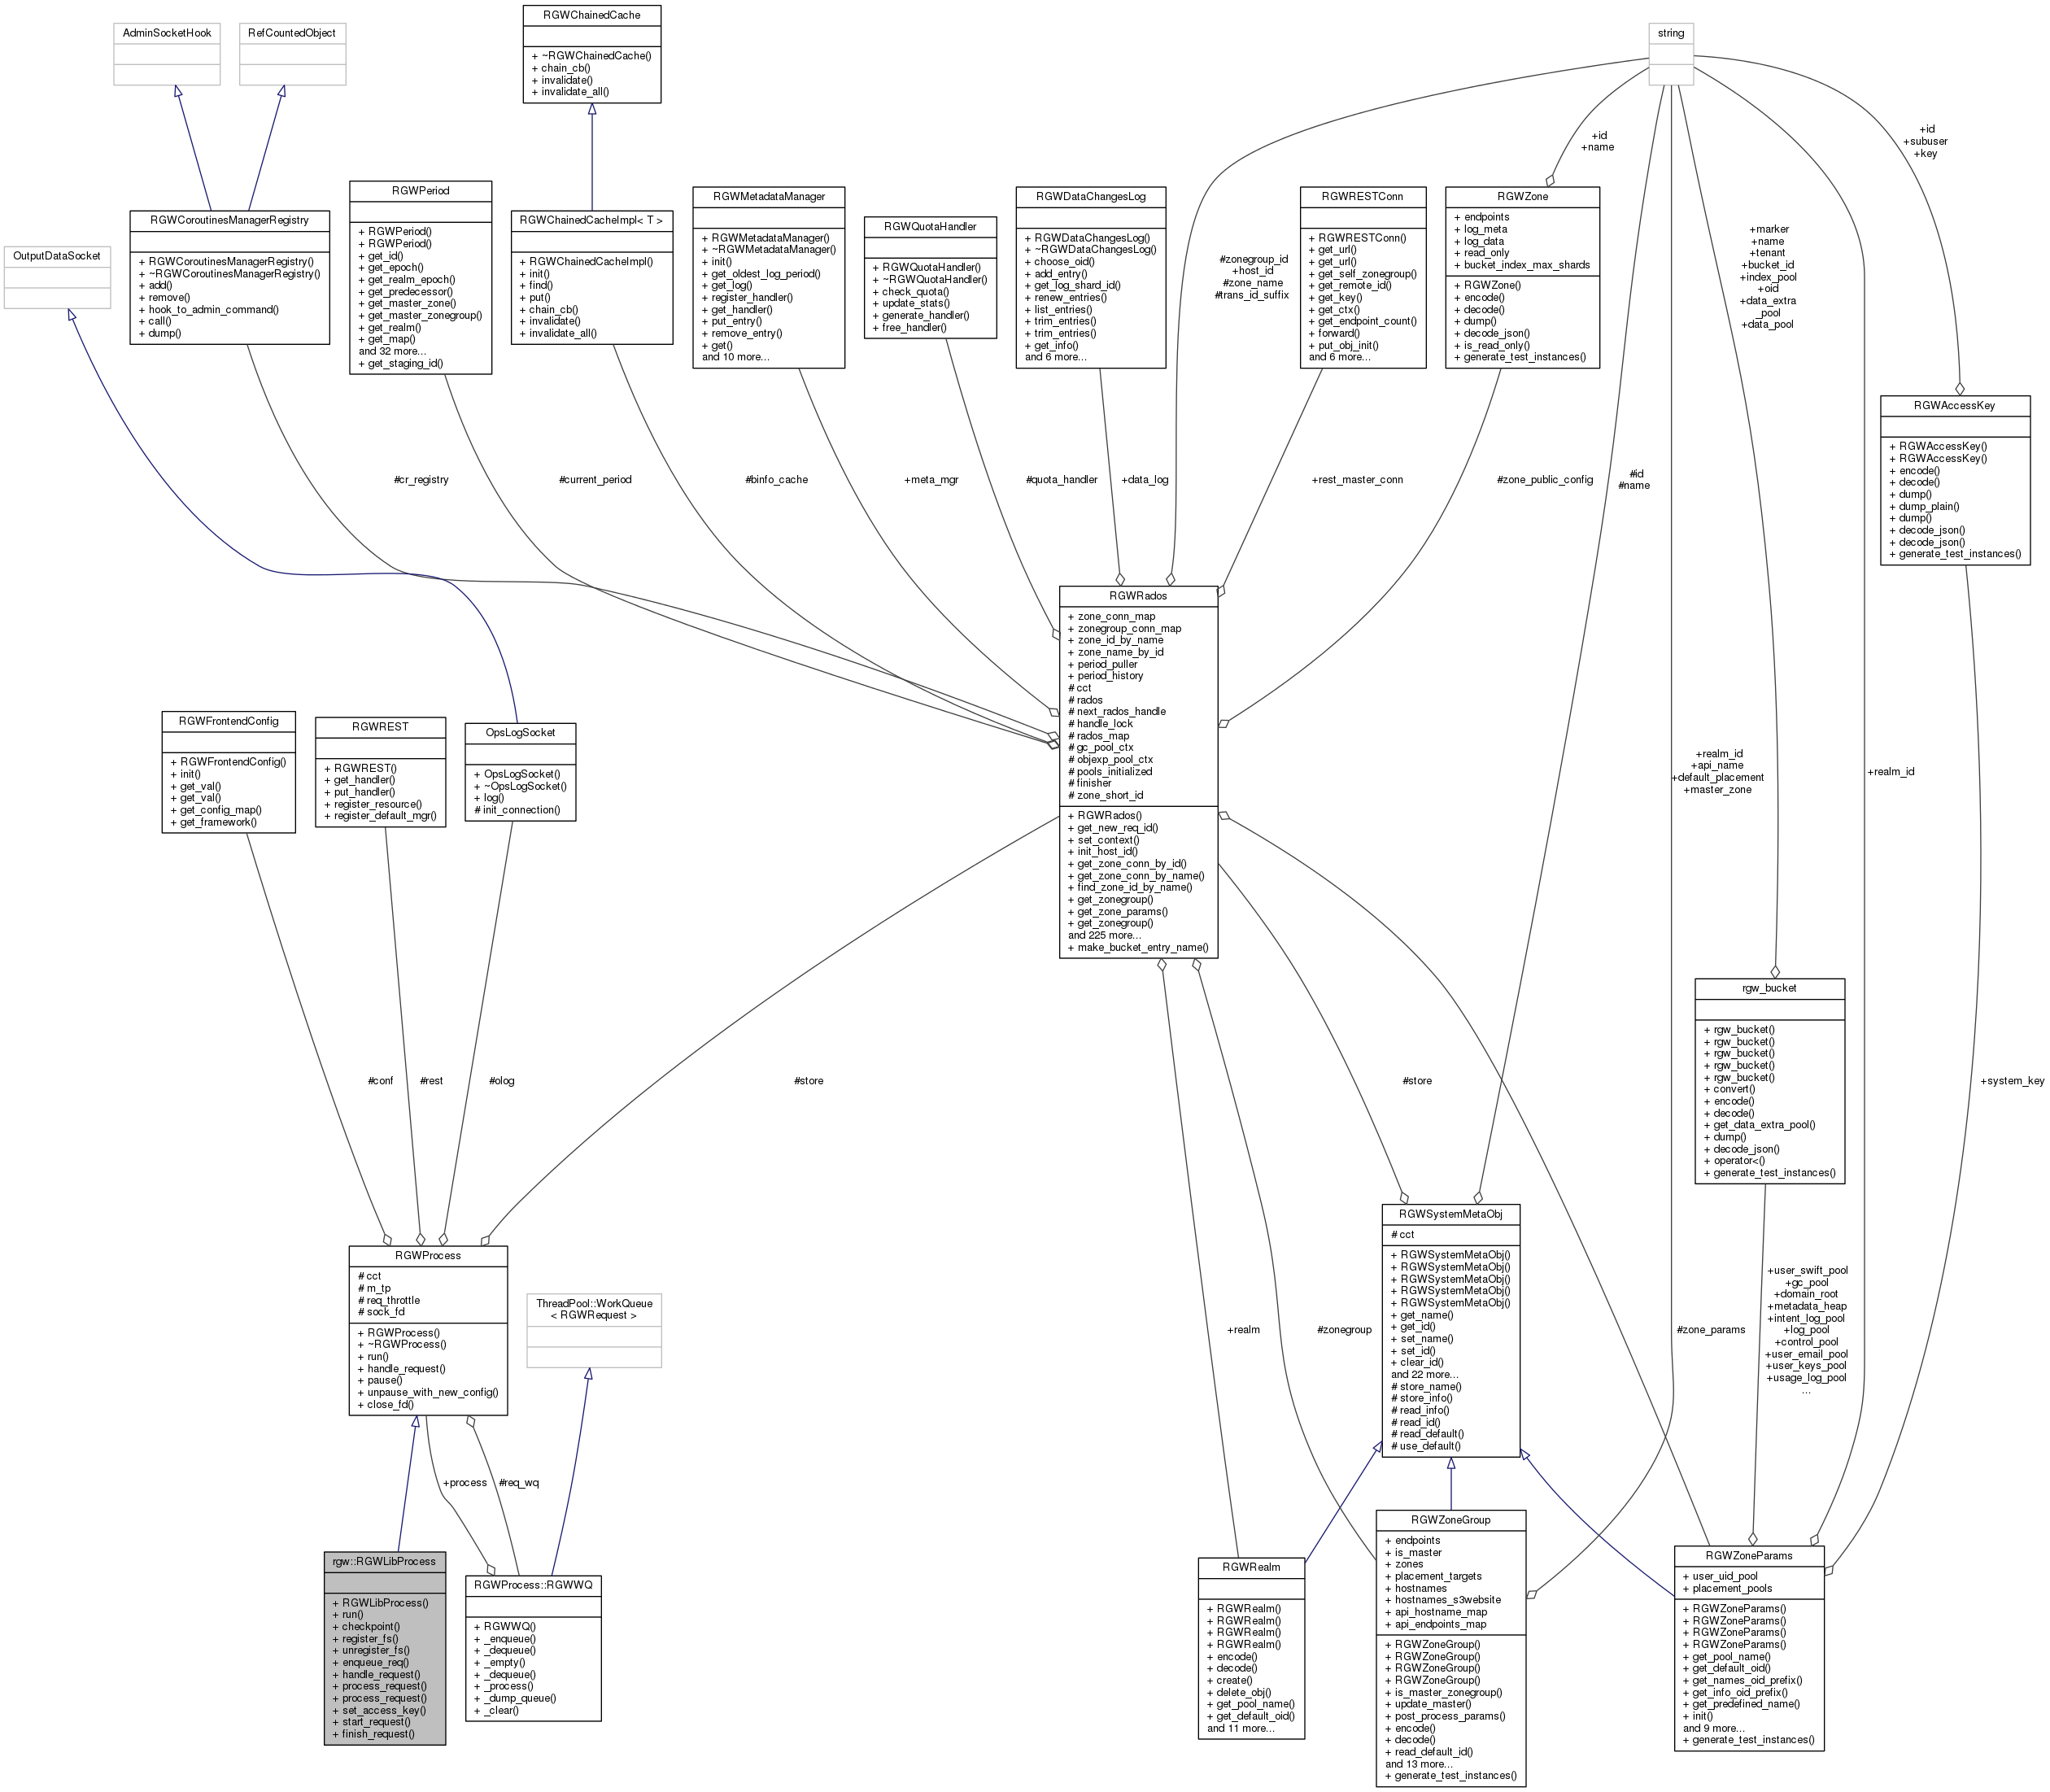 AdminSocketHook
RefCountedObject
RGWChainedCache
+ ~RGWChainedCache()
+ chain_cb()
+ invalidate()
+ invalidate_all()
string
+id
+name
+id
+subuser
+key
OutputDataSocket
RGWCoroutinesManagerRegistry
+ RGWCoroutinesManagerRegistry()
+ ~RGWCoroutinesManagerRegistry()
+ add()
+ remove()
+ hook_to_admin_command()
+ call()
+ dump()
RGWPeriod
+ RGWPeriod()
+ RGWPeriod()
+ get_id()
+ get_epoch()
+ get_realm_epoch()
+ get_predecessor()
+ get_master_zone()
+ get_master_zonegroup()
+ get_realm()
+ get_map()
and 32 more...
+ get_staging_id()
RGWChainedCacheImpl< T >
+ RGWChainedCacheImpl()
+ init()
+ find()
+ put()
+ chain_cb()
+ invalidate()
+ invalidate_all()
RGWMetadataManager
+ RGWMetadataManager()
+ ~RGWMetadataManager()
+ init()
+ get_oldest_log_period()
+ get_log()
+ register_handler()
+ get_handler()
+ put_entry()
+ remove_entry()
+ get()
and 10 more...
RGWQuotaHandler
+ RGWQuotaHandler()
+ ~RGWQuotaHandler()
+ check_quota()
+ update_stats()
+ generate_handler()
+ free_handler()
RGWDataChangesLog
+ RGWDataChangesLog()
+ ~RGWDataChangesLog()
+ choose_oid()
+ add_entry()
+ get_log_shard_id()
+ renew_entries()
+ list_entries()
+ trim_entries()
+ trim_entries()
+ get_info()
and 6 more...
#zonegroup_id
+host_id
#zone_name
#trans_id_suffix
RGWRESTConn
+ RGWRESTConn()
+ get_url()
+ get_url()
+ get_self_zonegroup()
+ get_remote_id()
+ get_key()
+ get_ctx()
+ get_endpoint_count()
+ forward()
+ put_obj_init()
and 6 more...
RGWZone
+ endpoints
+ log_meta
+ log_data
+ read_only
+ bucket_index_max_shards
+ RGWZone()
+ encode()
+ decode()
+ dump()
+ decode_json()
+ is_read_only()
+ generate_test_instances()
+marker
+name
+tenant
+bucket_id
+index_pool
+oid
+data_extra
_pool
+data_pool
RGWAccessKey
+ RGWAccessKey()
+ RGWAccessKey()
+ encode()
+ decode()
+ dump()
+ dump_plain()
+ dump()
+ decode_json()
+ decode_json()
+ generate_test_instances()
#cr_registry
#current_period
#binfo_cache
+meta_mgr
#quota_handler
+data_log
+rest_master_conn
#zone_public_config
#id
#name
RGWRados
+ zone_conn_map
+ zonegroup_conn_map
+ zone_id_by_name
+ zone_name_by_id
+ period_puller
+ period_history
# cct
# rados
# next_rados_handle
# handle_lock
# rados_map
# gc_pool_ctx
# objexp_pool_ctx
# pools_initialized
# finisher
# zone_short_id
+ RGWRados()
+ get_new_req_id()
+ set_context()
+ init_host_id()
+ get_zone_conn_by_id()
+ get_zone_conn_by_name()
+ find_zone_id_by_name()
+ get_zonegroup()
+ get_zone_params()
+ get_zonegroup()
and 225 more...
+ make_bucket_entry_name()
RGWFrontendConfig
+ RGWFrontendConfig()
+ init()
+ get_val()
+ get_val()
+ get_config_map()
+ get_framework()
RGWREST
+ RGWREST()
+ get_handler()
+ put_handler()
+ register_resource()
+ register_default_mgr()
OpsLogSocket
+ OpsLogSocket()
+ ~OpsLogSocket()
+ log()
# init_connection()
+realm_id
+api_name
+default_placement
+master_zone
+realm_id
rgw_bucket
+ rgw_bucket()
+ rgw_bucket()
+ rgw_bucket()
+ rgw_bucket()
+ rgw_bucket()
+ convert()
+ encode()
+ decode()
+ get_data_extra_pool()
+ dump()
+ decode_json()
+ operator<()
+ generate_test_instances()
#conf
#rest
#olog
#store
#store
+system_key
RGWProcess
# cct
# m_tp
# req_throttle
# sock_fd
+ RGWProcess()
+ ~RGWProcess()
+ run()
+ handle_request()
+ pause()
+ unpause_with_new_config()
+ close_fd()
ThreadPool::WorkQueue
< RGWRequest >
RGWSystemMetaObj
# cct
+ RGWSystemMetaObj()
+ RGWSystemMetaObj()
+ RGWSystemMetaObj()
+ RGWSystemMetaObj()
+ RGWSystemMetaObj()
+ get_name()
+ get_id()
+ set_name()
+ set_id()
+ clear_id()
and 22 more...
# store_name()
# store_info()
# read_info()
# read_id()
# read_default()
# use_default()
+realm
#zonegroup
#zone_params
+user_swift_pool
+gc_pool
+domain_root
+metadata_heap
+intent_log_pool
+log_pool
+control_pool
+user_email_pool
+user_keys_pool
+usage_log_pool
...
+process
#req_wq
rgw::RGWLibProcess
+ RGWLibProcess()
+ run()
+ checkpoint()
+ register_fs()
+ unregister_fs()
+ enqueue_req()
+ handle_request()
+ process_request()
+ process_request()
+ set_access_key()
+ start_request()
+ finish_request()
RGWProcess::RGWWQ
+ RGWWQ()
+ _enqueue()
+ _dequeue()
+ _empty()
+ _dequeue()
+ _process()
+ _dump_queue()
+ _clear()
RGWRealm
+ RGWRealm()
+ RGWRealm()
+ RGWRealm()
+ RGWRealm()
+ encode()
+ decode()
+ create()
+ delete_obj()
+ get_pool_name()
+ get_default_oid()
and 11 more...
RGWZoneGroup
+ endpoints
+ is_master
+ zones
+ placement_targets
+ hostnames
+ hostnames_s3website
+ api_hostname_map
+ api_endpoints_map
+ RGWZoneGroup()
+ RGWZoneGroup()
+ RGWZoneGroup()
+ RGWZoneGroup()
+ is_master_zonegroup()
+ update_master()
+ post_process_params()
+ encode()
+ decode()
+ read_default_id()
and 13 more...
+ generate_test_instances()
RGWZoneParams
+ user_uid_pool
+ placement_pools
+ RGWZoneParams()
+ RGWZoneParams()
+ RGWZoneParams()
+ RGWZoneParams()
+ get_pool_name()
+ get_default_oid()
+ get_names_oid_prefix()
+ get_info_oid_prefix()
+ get_predefined_name()
+ init()
and 9 more...
+ generate_test_instances()